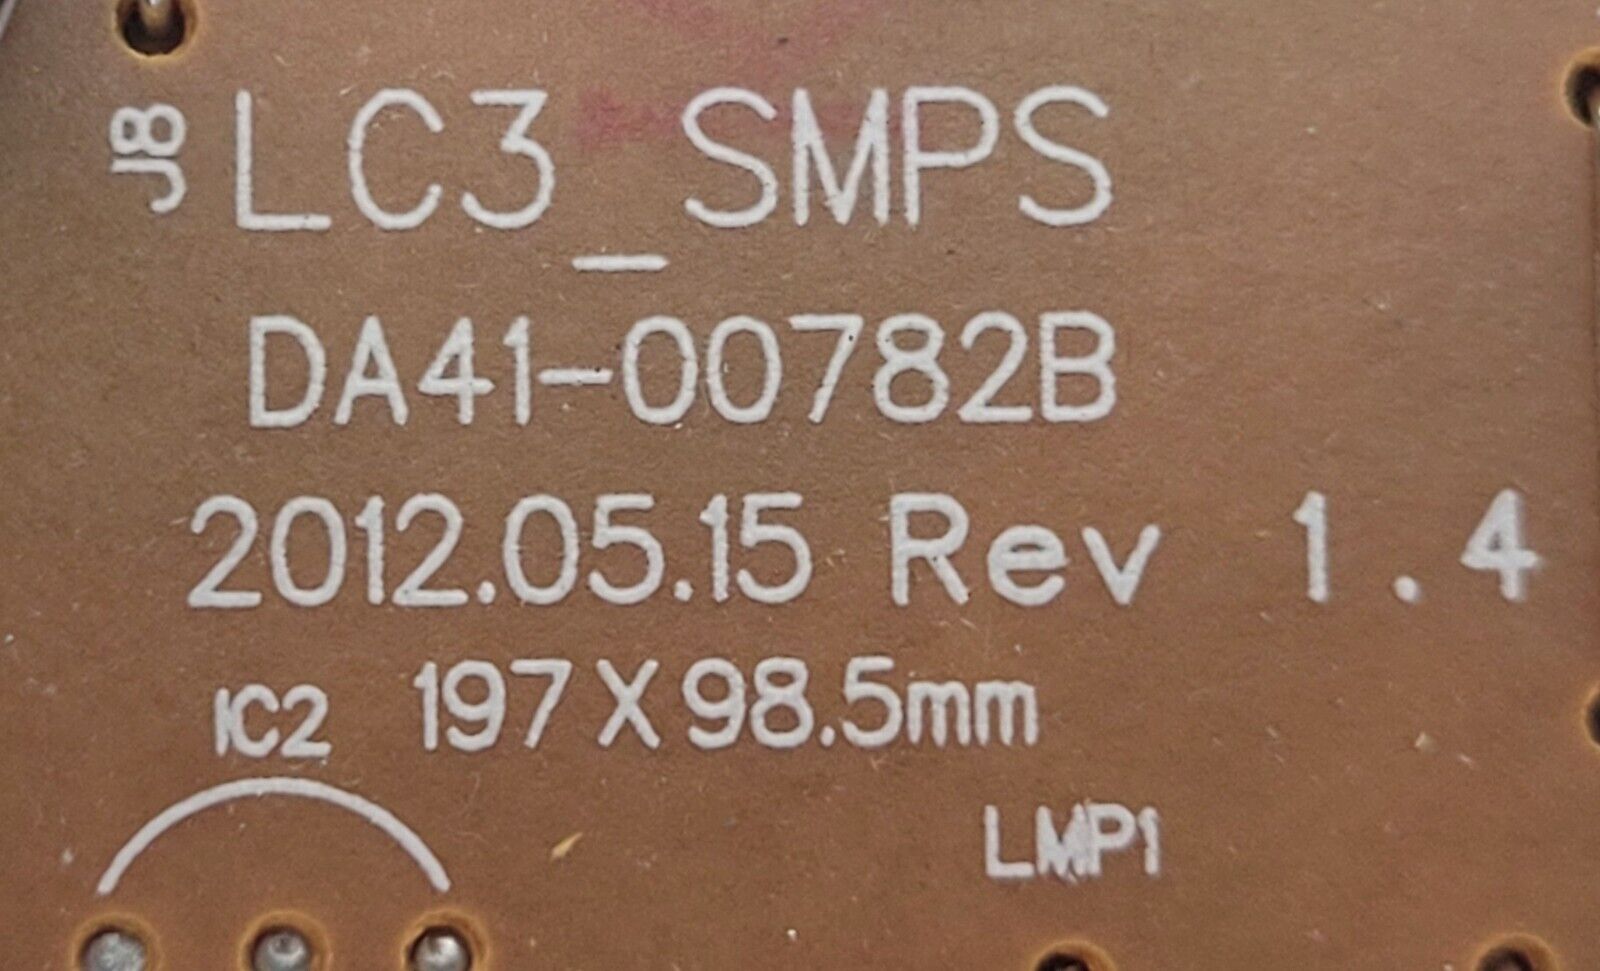 J8
LC3_SMPS
DA41-00782B
2012.05.15 Rev 1.4
IC2 197 X 98.5mm
LMP1